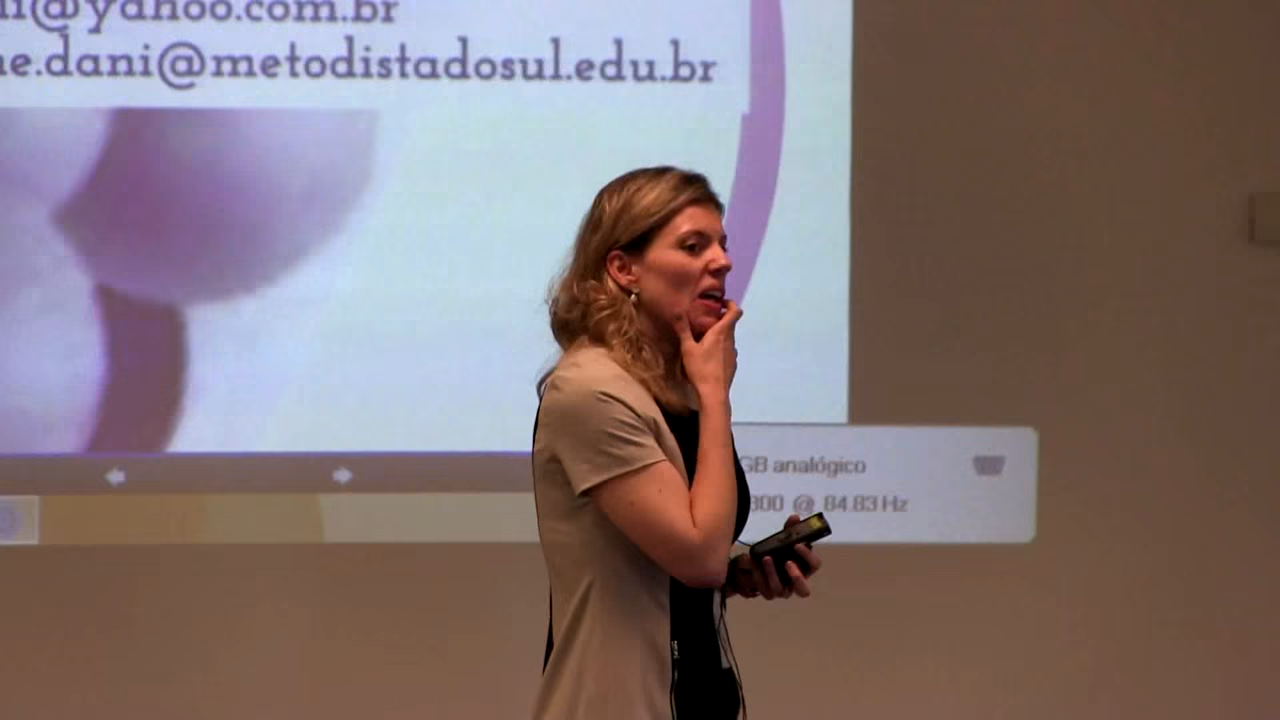 @yahoo.com.br
e.dani@metodistadosul.edu.br
GB analógico
300 @ 84.83 Hz